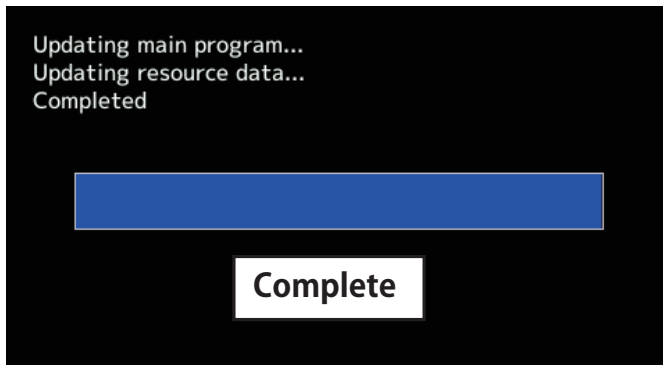 Updating main program...
Updating resource data...
Completed
Complete